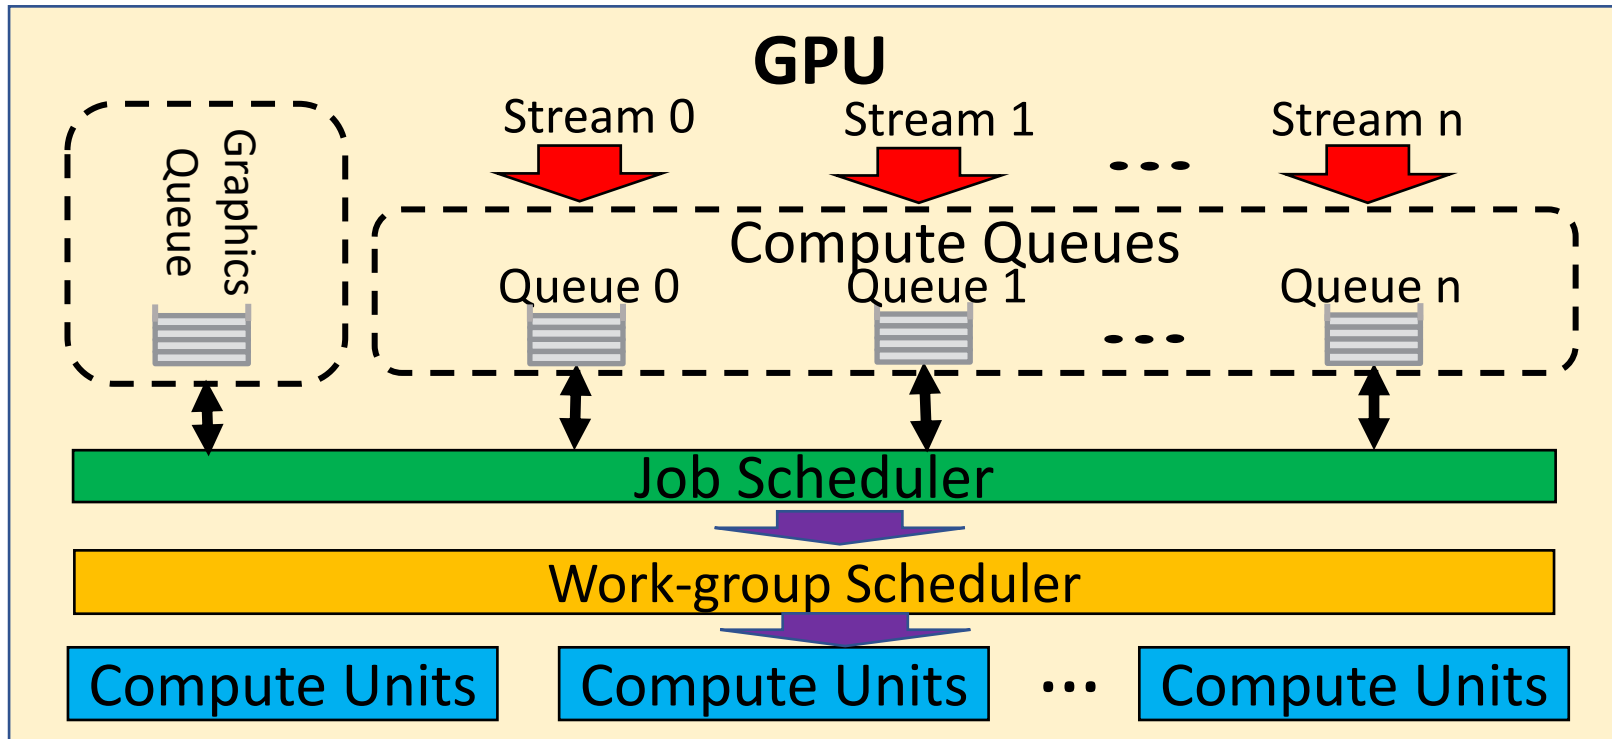 GPU
Graphics
Queue
Stream 0
Stream 1
Stream n
Compute Queues
Queue 0
Queue 1
Queue n
Job Scheduler
Work-group Scheduler
Compute Units
Compute Units
...
Compute Units